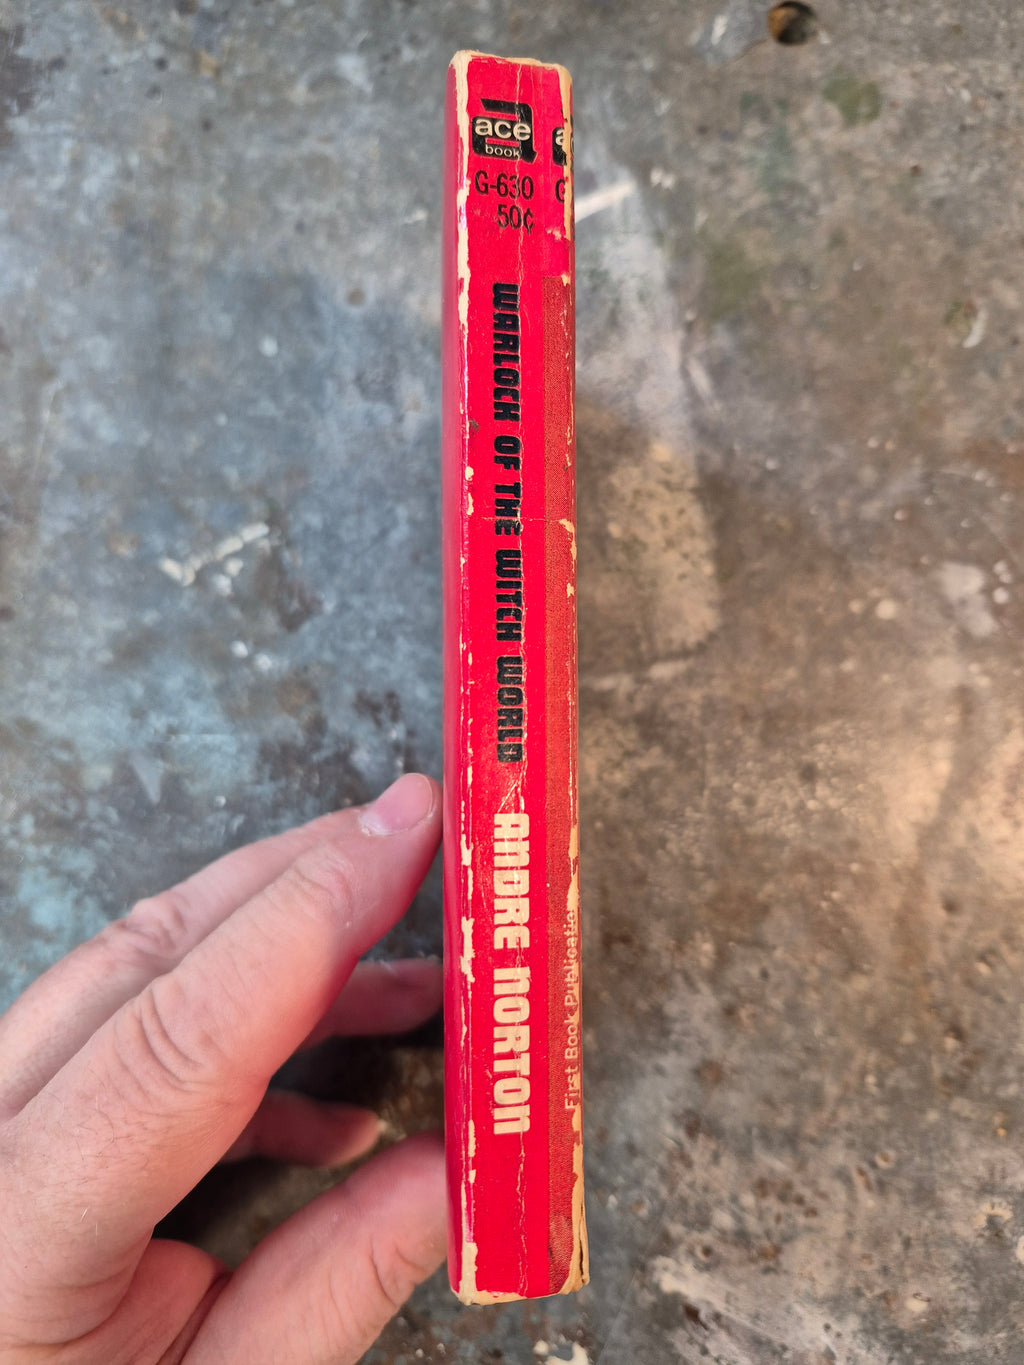 ace
book
G-630
50¢
WARLOCK OF THE WITCH WORLD
ANDRE NORTON
a
G
First Book Publicatio